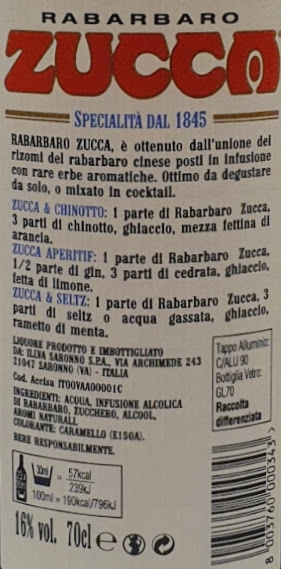 RABARBARO
ZUCCA
SPECIALITÀ DAL 1845
RABARBARO ZUCCA, è ottenuto dall'unione dei
rizomi del rabarbaro cinese posti in infusione
con rare erbe aromatiche. Ottimo da degustare
da solo, o mixato in cocktail.
ZUCCA & CHINOTTO: 1 parte di Rabarbaro Zucca,
3 parti di chinotto, ghiaccio, mezza fettina di
arancia.
ZUCCA APERITIF: 1 parte di Rabarbaro Zucca,
1/2 parte di gin, 3 parti di cedrata, ghiaccio,
fetta di limone.
ZUCCA & SELTZ: 1 parte di Rabarbaro Zucca, 3
parti di seltz o acqua gassata, ghiaccio,
rametto di menta.
LIQUORE PRODOTTO E IMBOTTIGLIATO
DA: ILLVA SARONNO S.P.A., VIA ARCHIMEDE 243
21047 SARONNO (VA) - ITALIA
Cod. Accisa IT00VAA00001C
INGREDIENTI: ACQUA, INFUSIONE ALCOLICA
DI RABARBARO, ZUCCHERO, ALCOOL,
AROMI NATURALI.
COLORANTE: CARAMELLO (E150A).
BERE RESPONSABILMENTE.
Tappo Alluminio:
C/ALU 90
Bottiglia Vetro:
GL70
Raccolta
differenziata
30ml = 57kcal
239kJ
100ml = 190kcal/796kJ
16% vol. 70cl e
8 003760 000343 >